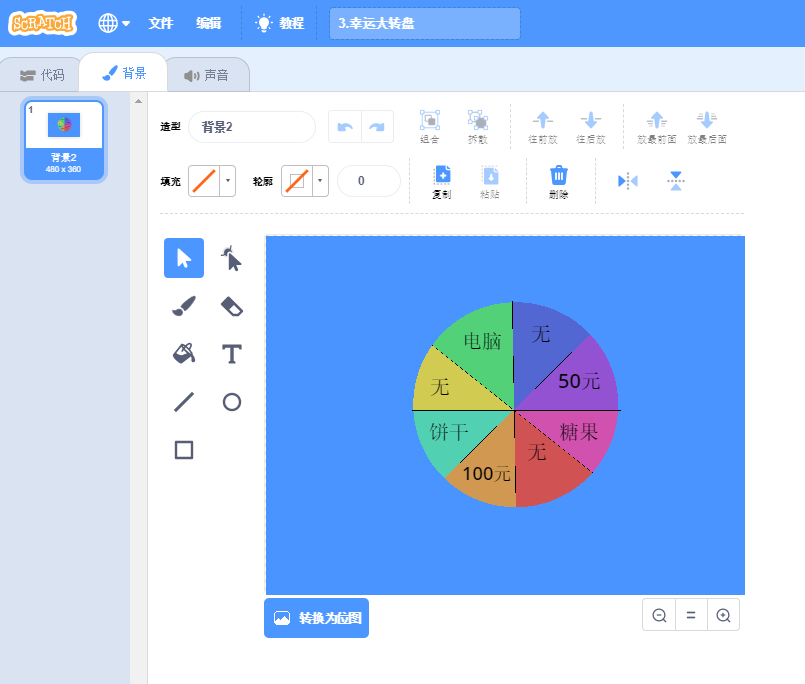 SCRATCH 文件 编辑 教程 3.幸运大转盘
代码 背景 声音
1
背景2
480 x 360
造型 背景2 组合 拆散 往前放 往后放 放最前面 放最后面
填充 轮廓 0 复制 粘贴 删除
电脑 无
无 50元
饼干 糖果
100元 无
转换为位图